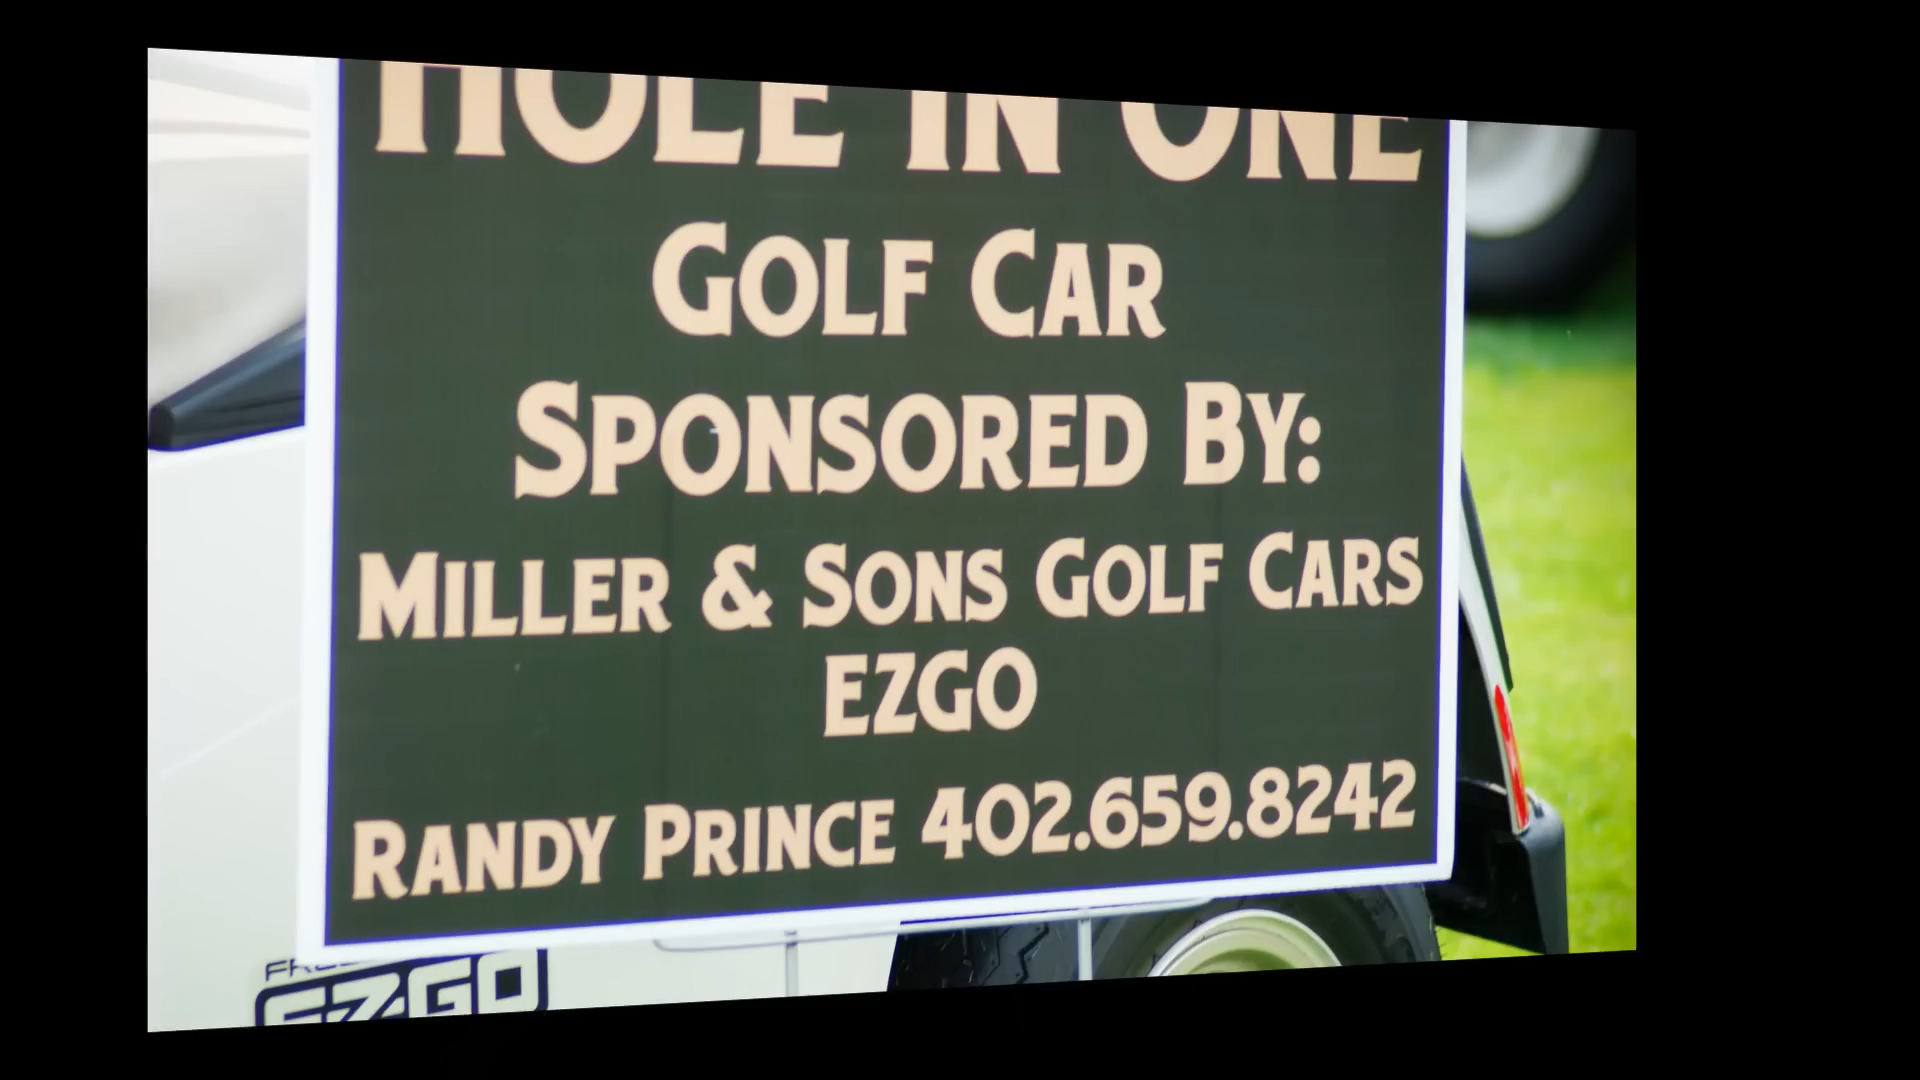 HOLE IN ONE
GOLF CAR
SPONSORED BY:
MILLER & SONS GOLF CARS
EZGO
RANDY PRINCE 402.659.8242
EZGO